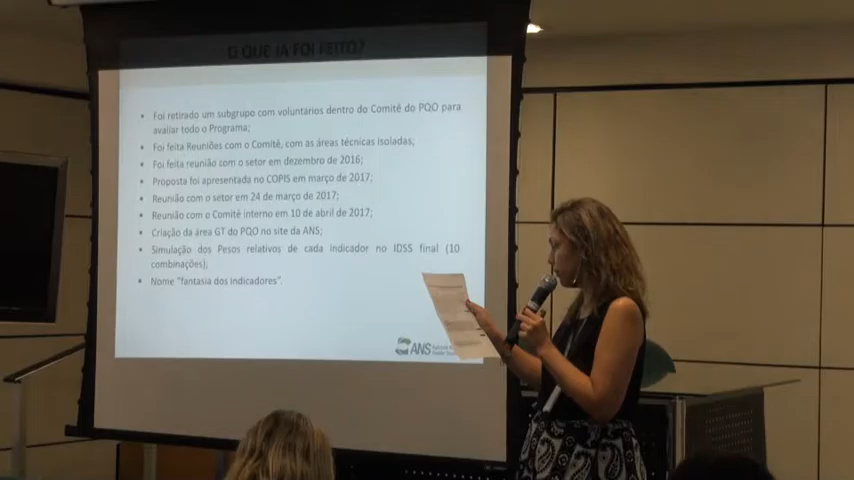 O QUE JÁ FOI FEITO?
• Foi retirado um subgrupo com voluntários dentro do Comitê do PQO para
avaliar todo o Programa;
• Foi feita Reuniões com o Comitê, com as áreas técnicas isoladas;
• Foi feita reunião com o setor em dezembro de 2016;
• Proposta foi apresentada no COPIS em março de 2017;
• Reunião com o setor em 24 de março de 2017;
• Reunião com o Comitê interno em 10 de abril de 2017;
• Criação da área GT do PQO no site da ANS;
• Simulação dos Pesos relativos de cada indicador no IDSS final (10
combinações);
• Nome “fantasia dos indicadores”.
ANS